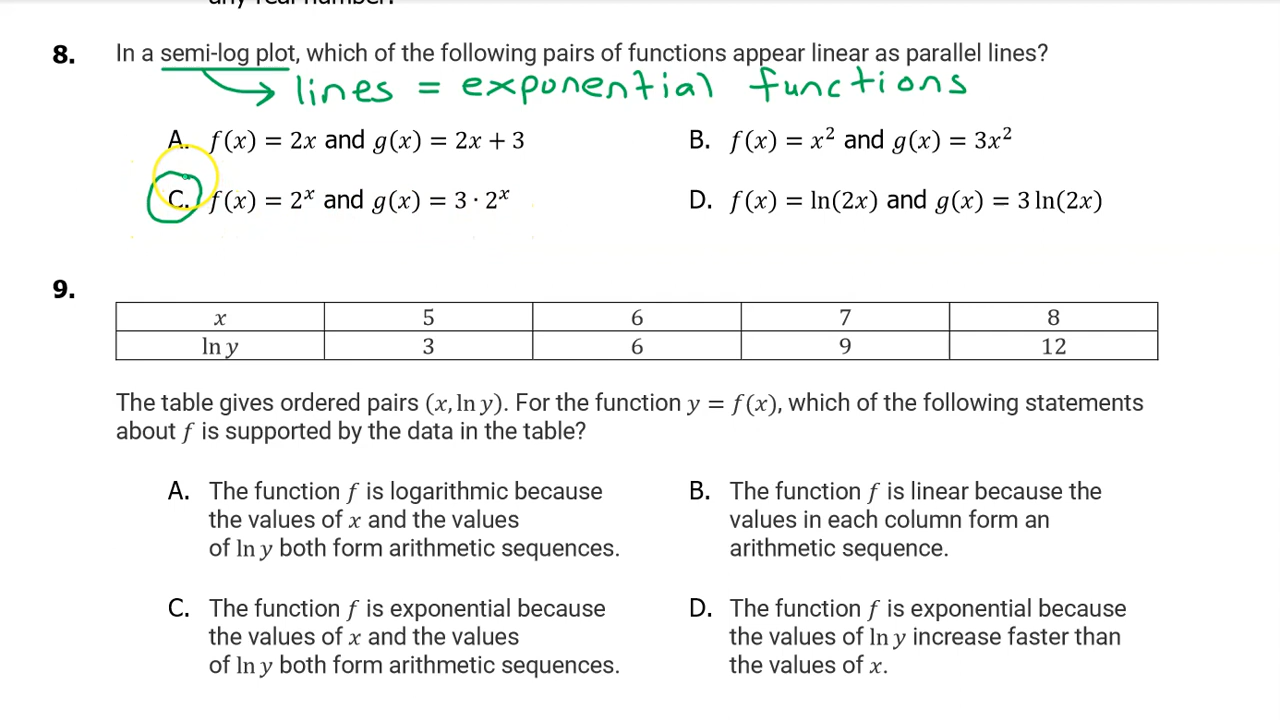 any real number.
8. In a semi-log plot, which of the following pairs of functions appear linear as parallel lines?
lines = exponential functions
A. f(x) = 2x and g(x) = 2x + 3
B. f(x) = x² and g(x) = 3x²
C. f(x) = 2ˣ and g(x) = 3 · 2ˣ
D. f(x) = ln(2x) and g(x) = 3 ln(2x)
9.
x 5 6 7 8
ln y 3 6 9 12
The table gives ordered pairs (x, ln y). For the function y = f(x), which of the following statements
about f is supported by the data in the table?
A. The function f is logarithmic because
the values of x and the values
of ln y both form arithmetic sequences.
B. The function f is linear because the
values in each column form an
arithmetic sequence.
C. The function f is exponential because
the values of x and the values
of ln y both form arithmetic sequences.
D. The function f is exponential because
the values of ln y increase faster than
the values of x.